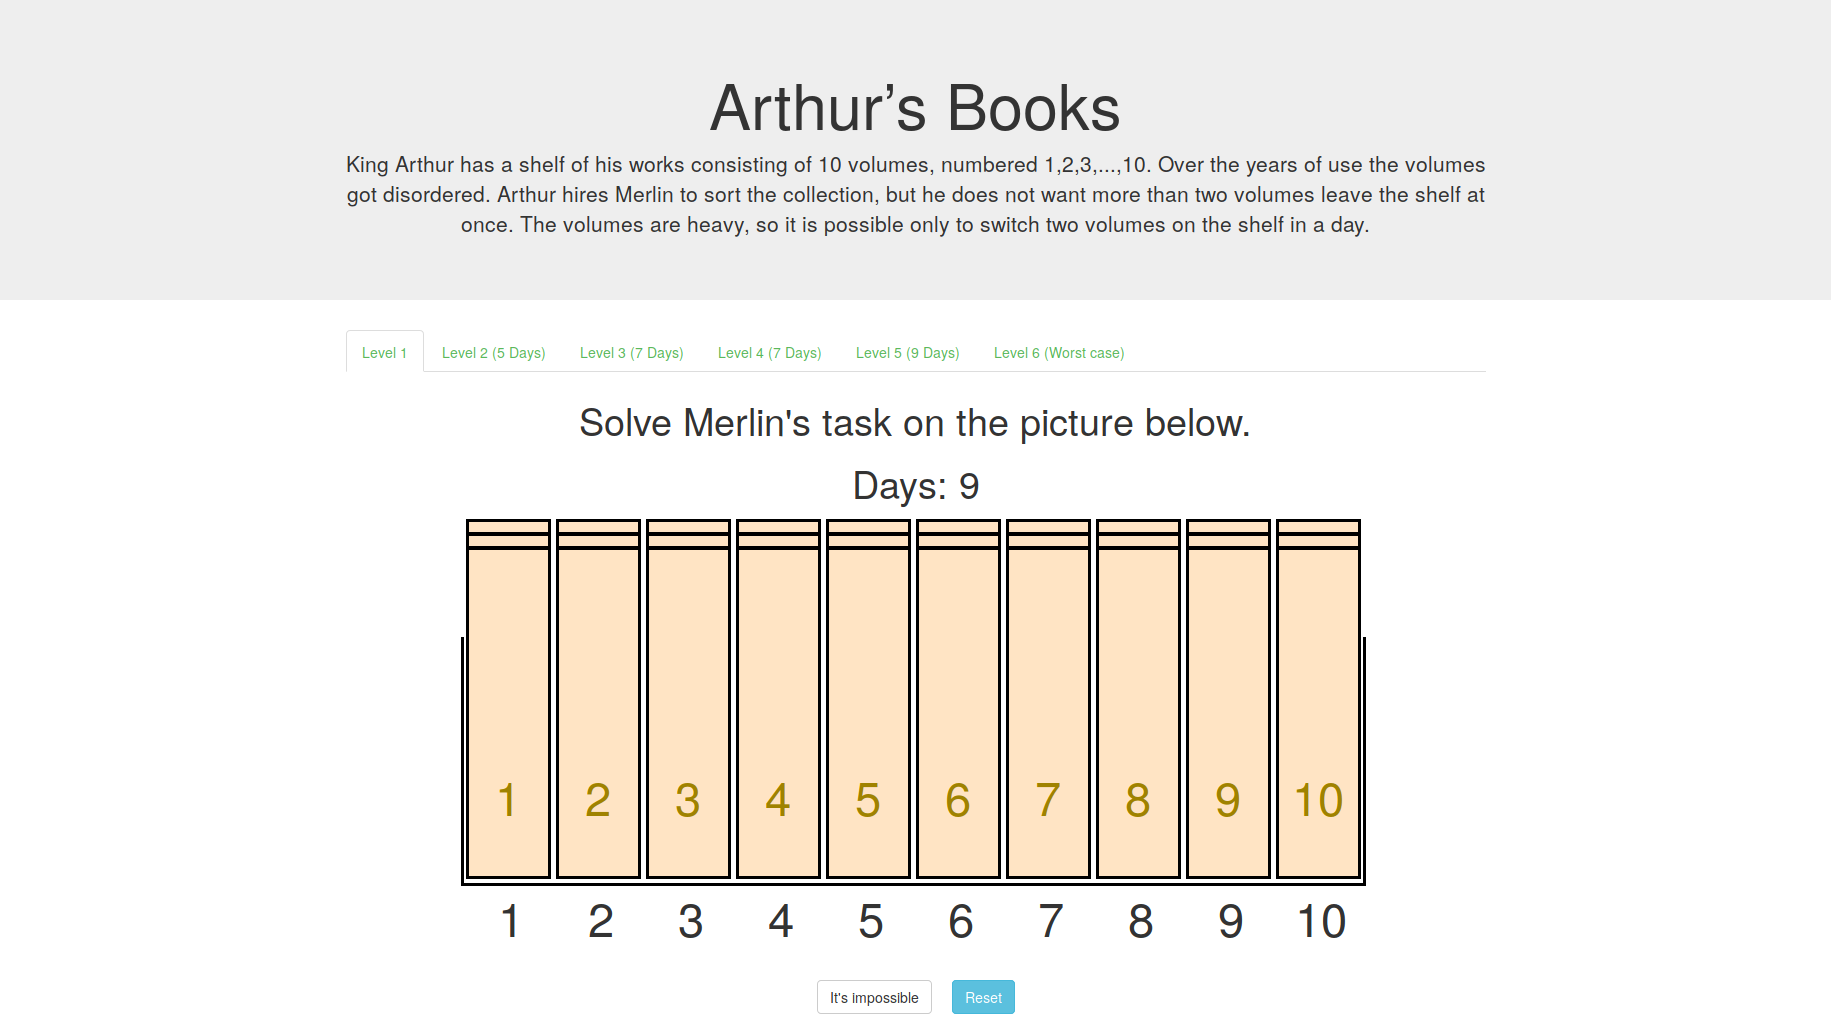 Arthur’s Books
King Arthur has a shelf of his works consisting of 10 volumes, numbered 1,2,3,...,10. Over the years of use the volumes
got disordered. Arthur hires Merlin to sort the collection, but he does not want more than two volumes leave the shelf at
once. The volumes are heavy, so it is possible only to switch two volumes on the shelf in a day.
Level 1 Level 2 (5 Days) Level 3 (7 Days) Level 4 (7 Days) Level 5 (9 Days) Level 6 (Worst case)
Solve Merlin's task on the picture below.
Days: 9
1 2 3 4 5 6 7 8 9 10
1 2 3 4 5 6 7 8 9 10
It's impossible Reset